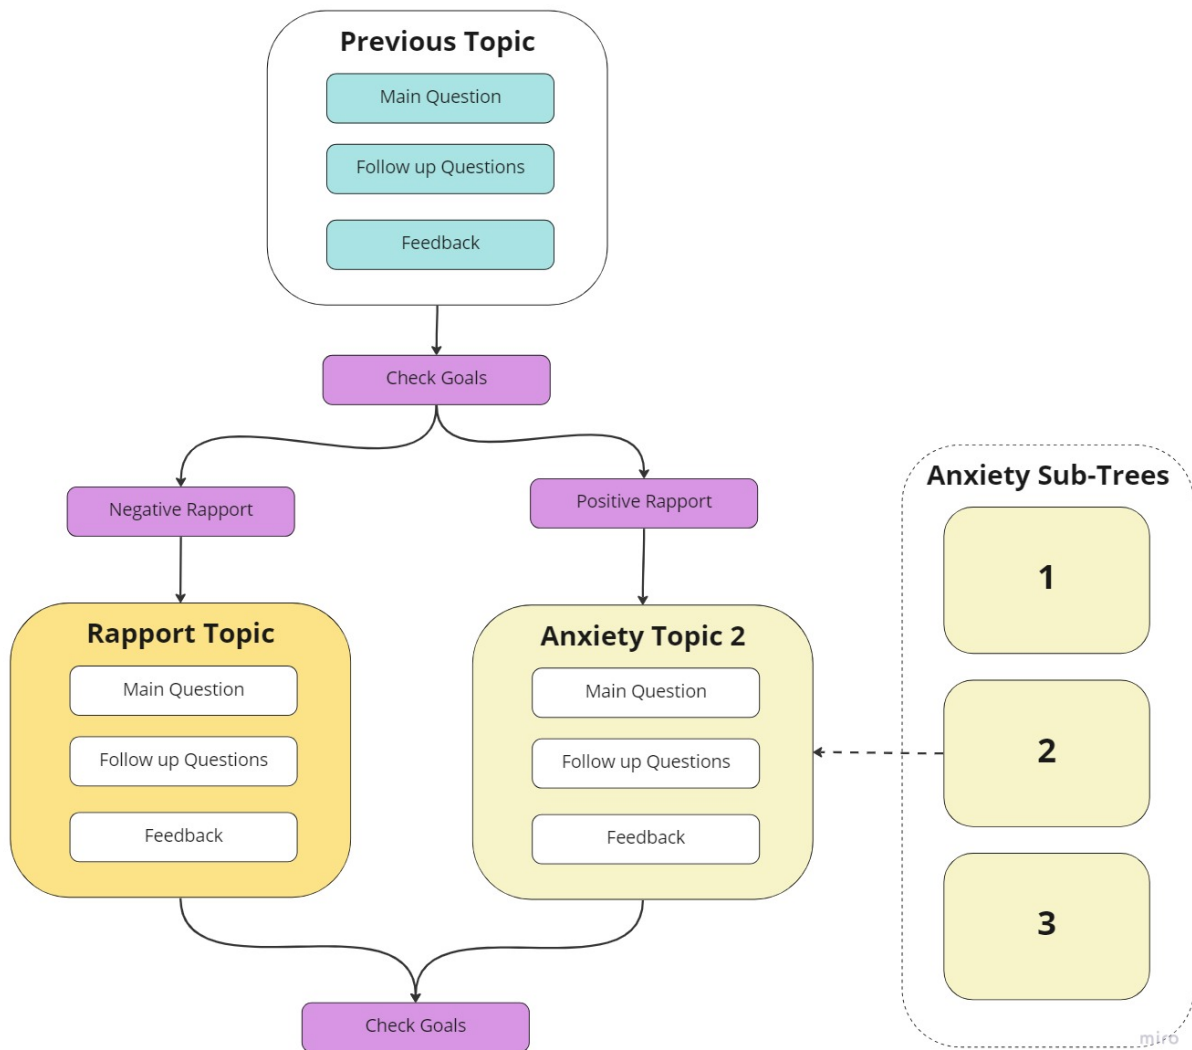 Previous Topic
Main Question
Follow up Questions
Feedback
Check Goals
Negative Rapport
Positive Rapport
Rapport Topic
Main Question
Follow up Questions
Feedback
Anxiety Topic 2
Main Question
Follow up Questions
Feedback
Anxiety Sub-Trees
1
2
3
Check Goals
miro